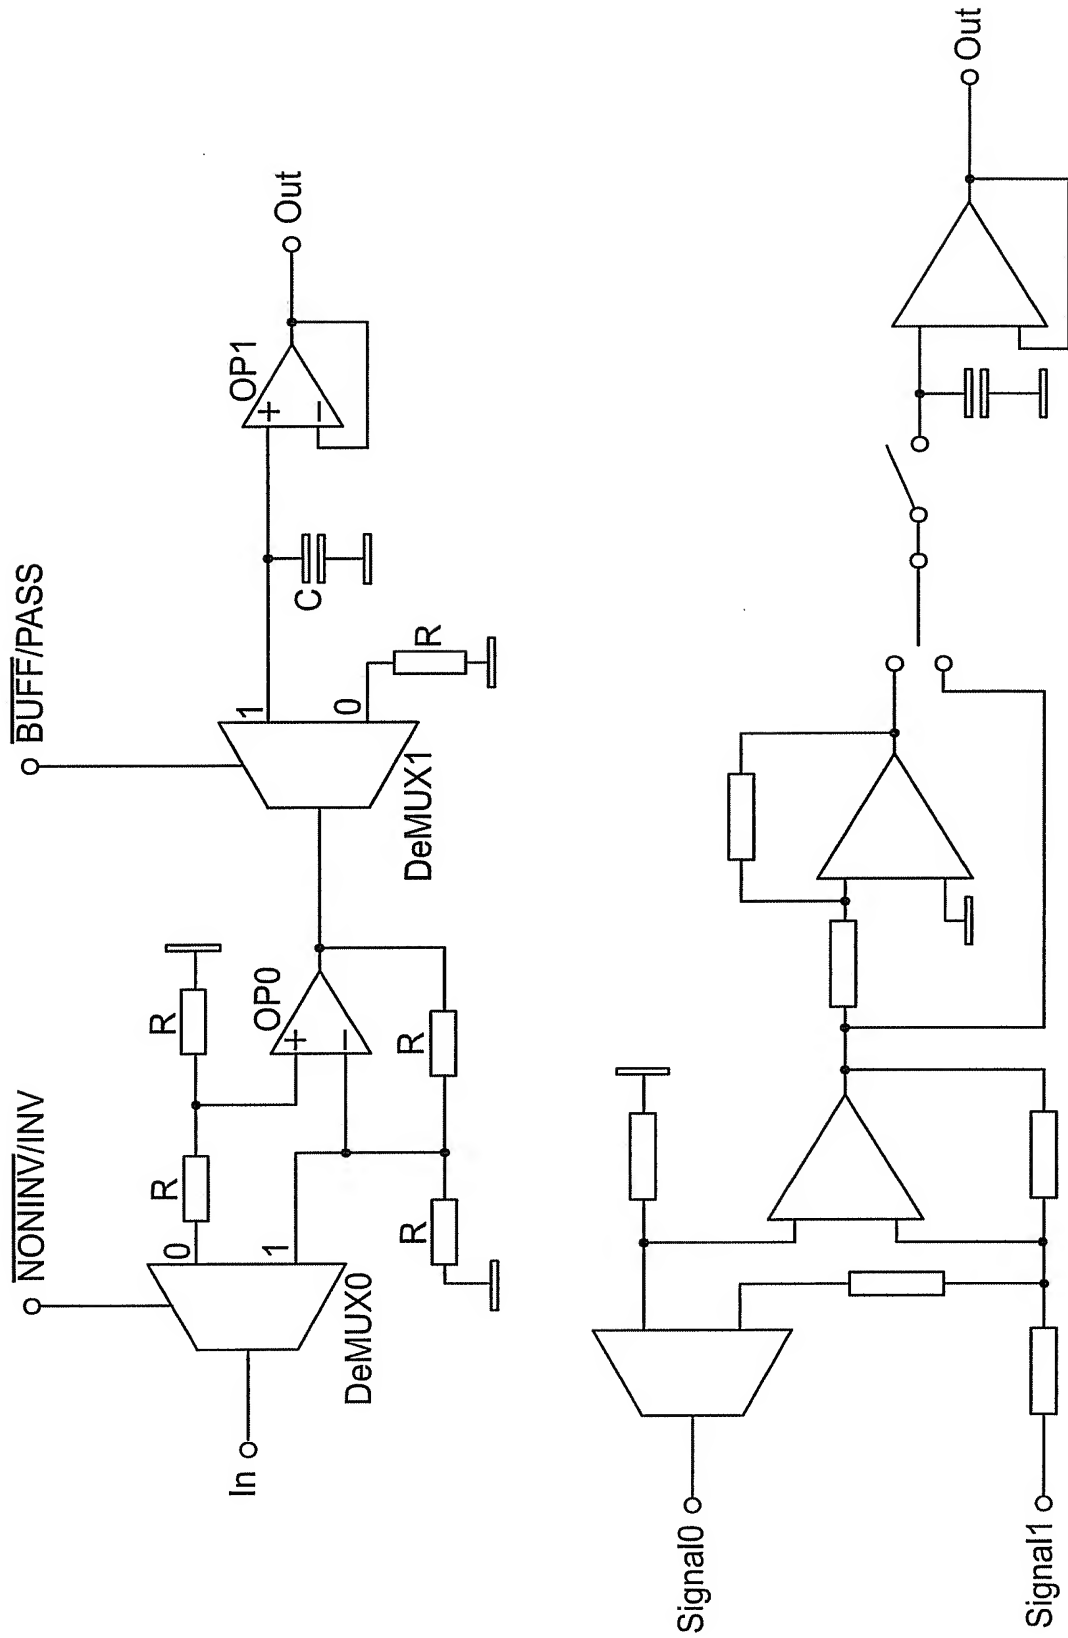 NONINV/INV
BUFF/PASS
In
0
1
DeMUX0
R
R
R
R
+
−
OP0
DeMUX1
1
0
R
C
+
−
OP1
Out
Signal0
Signal1
Out